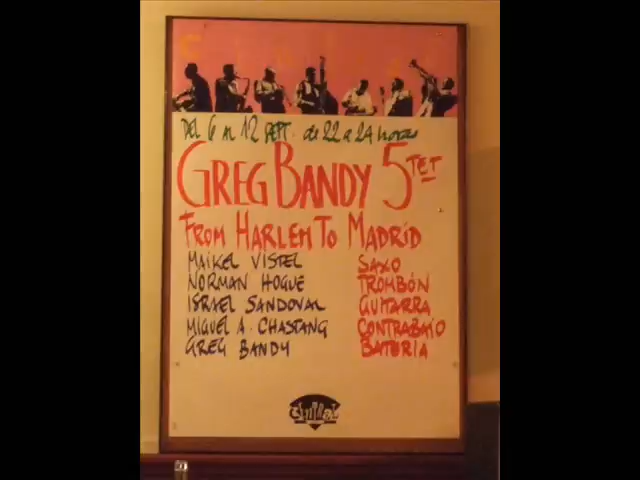 DEL 6 AL 12 SEPT. de 22 a 24 horas
GREG BANDY 5TET
FROM HARLEM TO MADRID
MAIKEL VISTEL SAXO
NORMAN HOGUE TROMBÓN
ISRAEL SANDOVAL GUITARRA
MIGUEL A. CHASTANG CONTRABAJO
GREG BANDY BATERIA